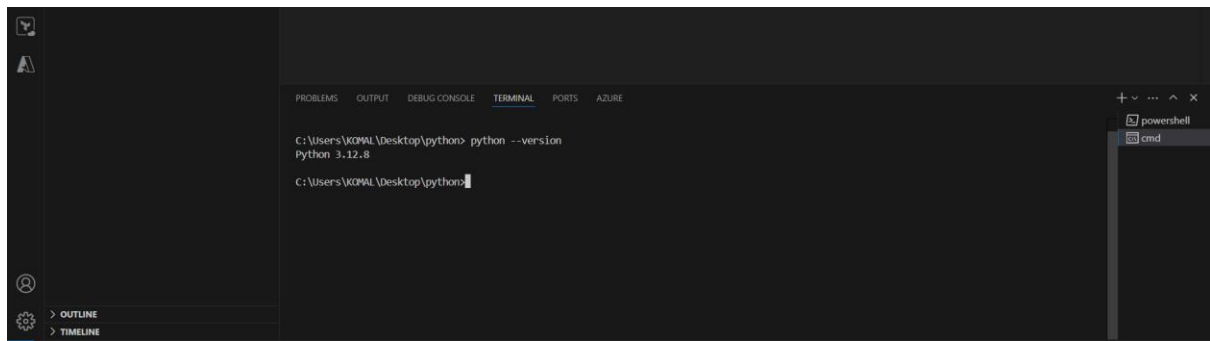 PROBLEMS OUTPUT DEBUG CONSOLE TERMINAL PORTS AZURE
powershell
cmd
C:\Users\KOMAL\Desktop\python> python --version
Python 3.12.8
C:\Users\KOMAL\Desktop\python>
OUTLINE
TIMELINE